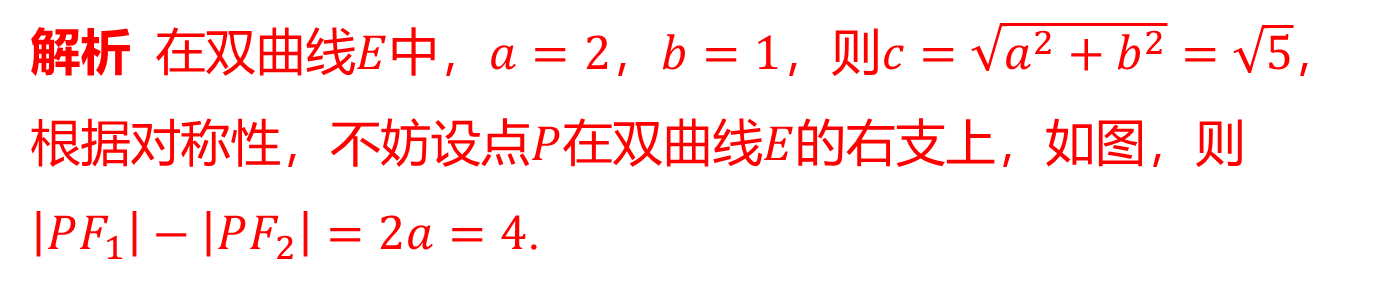 解析 在双曲线E中，a = 2，b = 1，则c = √(a² + b²) = √5，
根据对称性，不妨设点P在双曲线E的右支上，如图，则
|PF₁| − |PF₂| = 2a = 4.